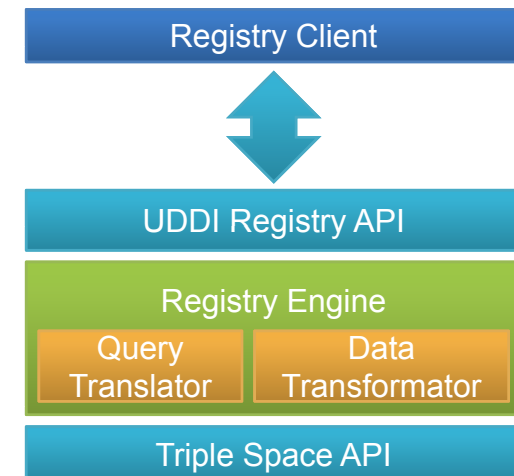 Registry Client
UDDI Registry API
Registry Engine
Query
Translator
Data
Transformator
Triple Space API